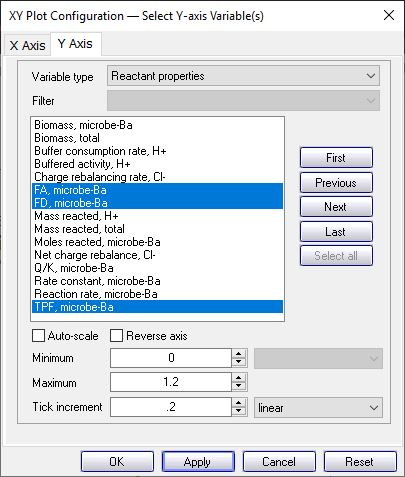 XY Plot Configuration — Select Y-axis Variable(s)
X Axis
Y Axis
Variable type
Reactant properties
Filter
Biomass, microbe-Ba
Biomass, total
Buffer consumption rate, H+
Buffered activity, H+
Charge rebalancing rate, Cl-
FA, microbe-Ba
FD, microbe-Ba
Mass reacted, H+
Mass reacted, total
Moles reacted, microbe-Ba
Net charge rebalance, Cl-
Q/K, microbe-Ba
Rate constant, microbe-Ba
Reaction rate, microbe-Ba
TPF, microbe-Ba
First
Previous
Next
Last
Select all
Auto-scale
Reverse axis
Minimum
0
Maximum
1.2
Tick increment
.2
linear
OK
Apply
Cancel
Reset